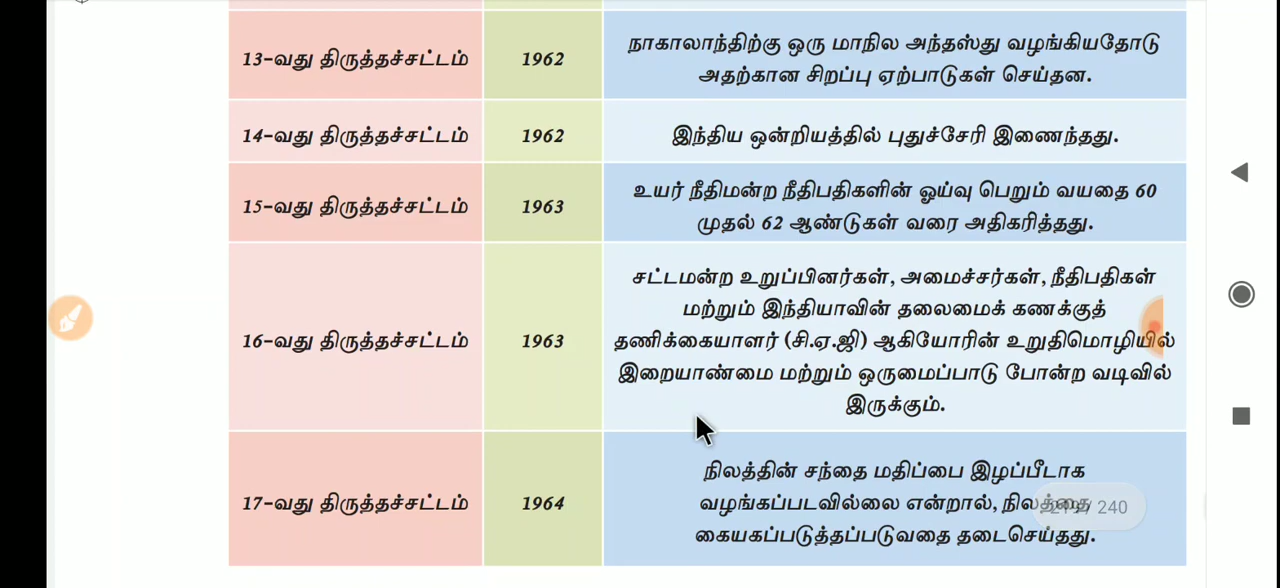 13-வது திருத்தச்சட்டம்
1962
நாகாலாந்திற்கு ஒரு மாநில அந்தஸ்து வழங்கியதோடு
அதற்கான சிறப்பு ஏற்பாடுகள் செய்தன.
14-வது திருத்தச்சட்டம்
1962
இந்திய ஒன்றியத்தில் புதுச்சேரி இணைந்தது.
15-வது திருத்தச்சட்டம்
1963
உயர் நீதிமன்ற நீதிபதிகளின் ஓய்வு பெறும் வயதை 60
முதல் 62 ஆண்டுகள் வரை அதிகரித்தது.
16-வது திருத்தச்சட்டம்
1963
சட்டமன்ற உறுப்பினர்கள், அமைச்சர்கள், நீதிபதிகள்
மற்றும் இந்தியாவின் தலைமைக் கணக்குத்
தணிக்கையாளர் (சி.ஏ.ஜி) ஆகியோரின் உறுதிமொழியில்
இறையாண்மை மற்றும் ஒருமைப்பாடு போன்ற வடிவில்
இருக்கும்.
17-வது திருத்தச்சட்டம்
1964
நிலத்தின் சந்தை மதிப்பை இழப்பீடாக
வழங்கப்படவில்லை என்றால், நிலத்தை
கையகப்படுத்தப்படுவதை தடைசெய்தது.
/ 240